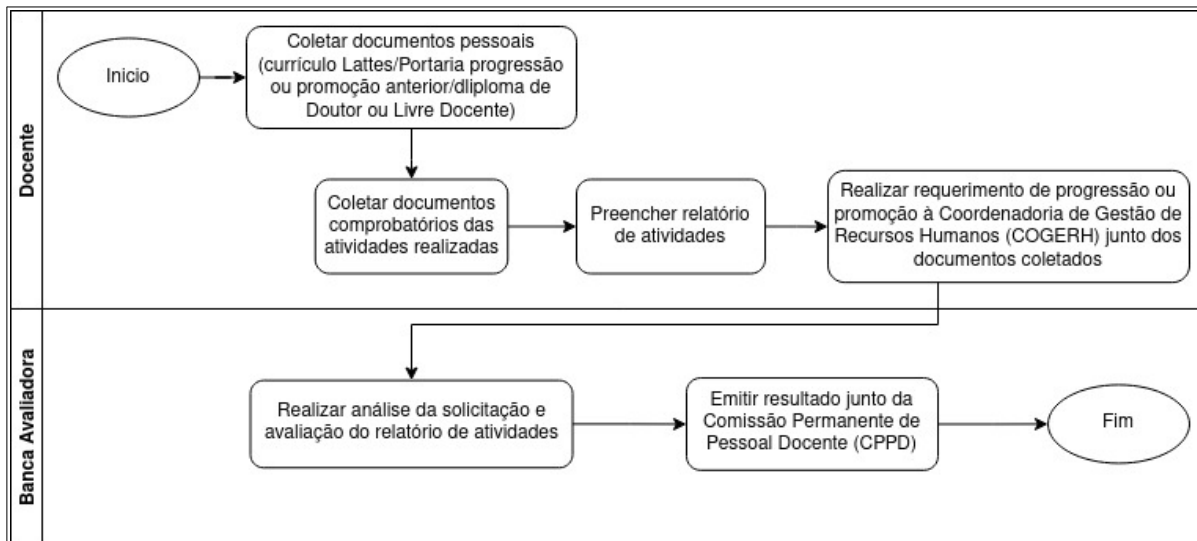 Docente
Inicio
Coletar documentos pessoais
(currículo Lattes/Portaria progressão
ou promoção anterior/dliploma de
Doutor ou Livre Docente)
Coletar documentos
comprobatórios das
atividades realizadas
Preencher relatório
de atividades
Realizar requerimento de progressão ou
promoção à Coordenadoria de Gestão de
Recursos Humanos (COGERH) junto dos
documentos coletados
Banca Avaliadora
Realizar análise da solicitação e
avaliação do relatório de atividades
Emitir resultado junto da
Comissão Permanente de
Pessoal Docente (CPPD)
Fim